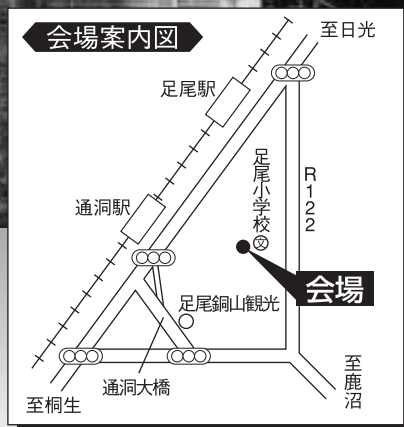 会場案内図
至日光
足尾駅
足尾小学校
文
R122
通洞駅
会場
足尾銅山観光
通洞大橋
至鹿沼
至桐生